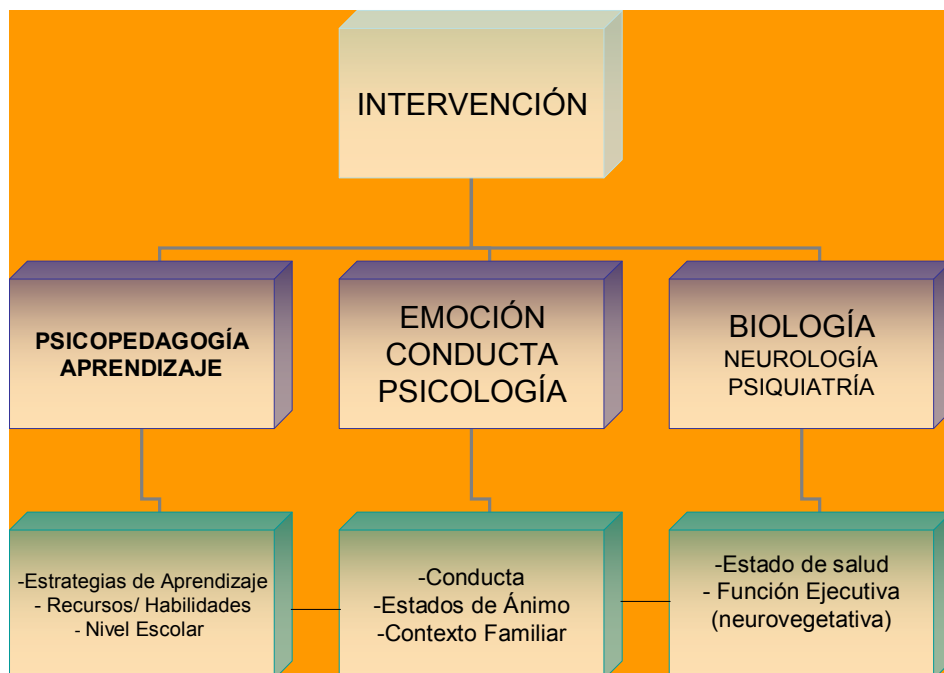 INTERVENCIÓN
PSICOPEDAGOGÍA
APRENDIZAJE
EMOCIÓN
CONDUCTA
PSICOLOGÍA
BIOLOGÍA
NEUROLOGÍA
PSIQUIATRÍA
-Estrategias de Aprendizaje
- Recursos/ Habilidades
- Nivel Escolar
-Conducta
-Estados de Ánimo
-Contexto Familiar
-Estado de salud
- Función Ejecutiva
(neurovegetativa)